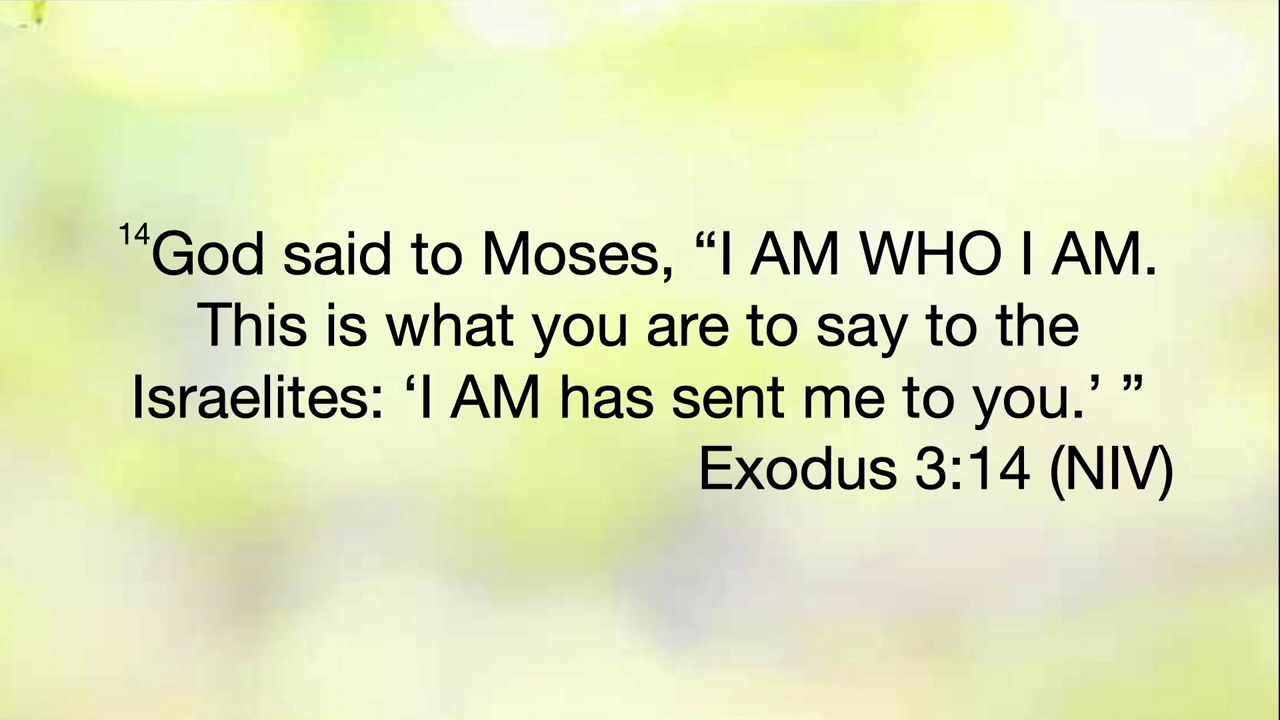 ¹⁴God said to Moses, “I AM WHO I AM.
This is what you are to say to the
Israelites: ‘I AM has sent me to you.’ ”
Exodus 3:14 (NIV)